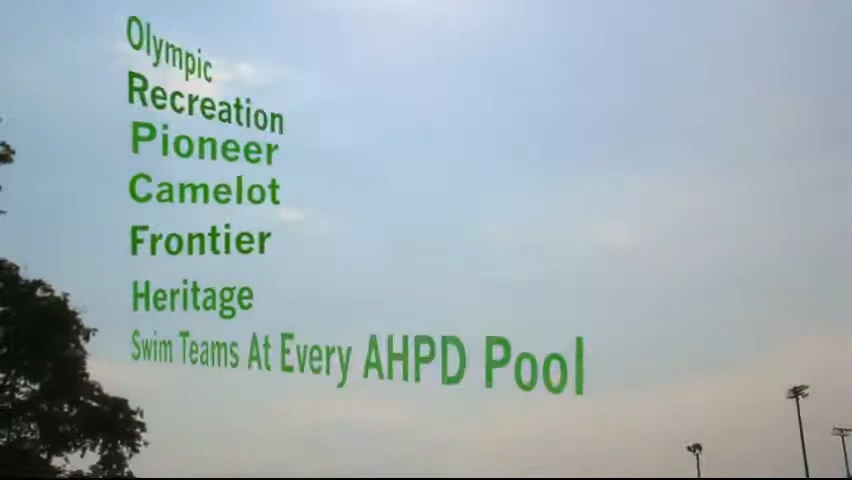 Olympic
Recreation
Pioneer
Camelot
Frontier
Heritage
Swim Teams At Every AHPD Pool